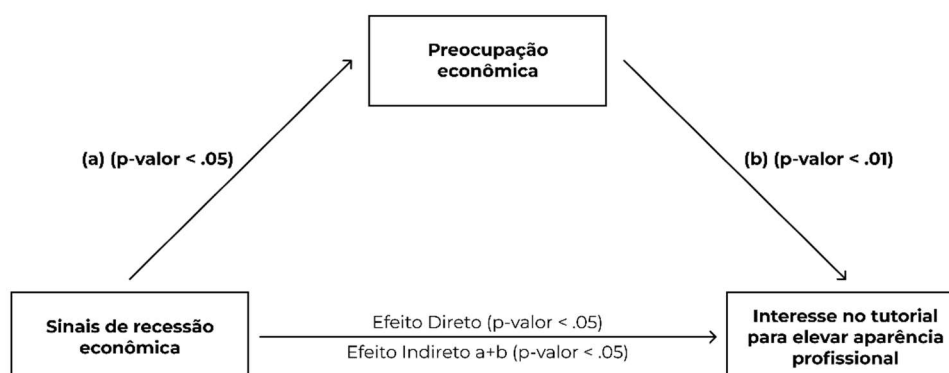 Preocupação
econômica
(a) (p-valor < .05)
(b) (p-valor < .01)
Sinais de recessão
econômica
Efeito Direto (p-valor < .05)
Efeito Indireto a+b (p-valor < .05)
Interesse no tutorial
para elevar aparência
profissional